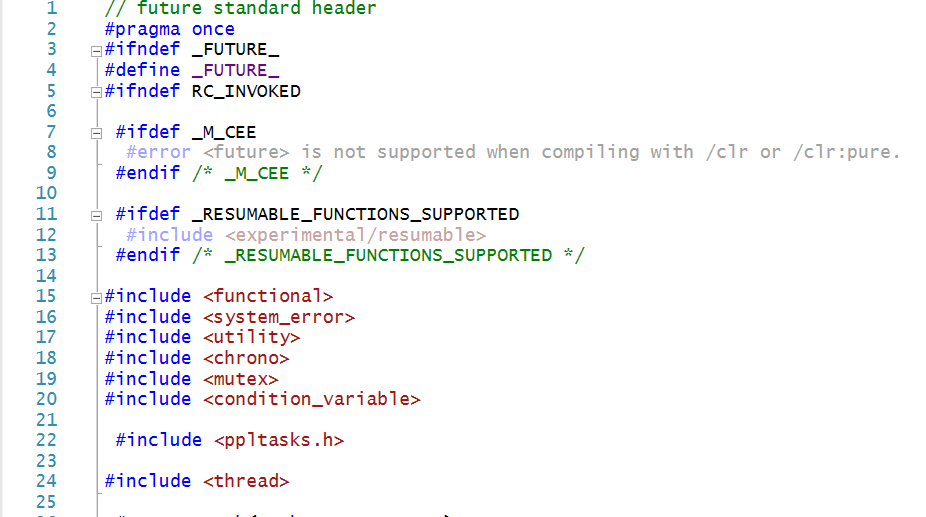 1 // future standard header
2 #pragma once
3 #ifndef _FUTURE_
4 #define _FUTURE_
5 #ifndef RC_INVOKED
6
7 #ifdef _M_CEE
8 #error <future> is not supported when compiling with /clr or /clr:pure.
9 #endif /* _M_CEE */
10
11 #ifdef _RESUMABLE_FUNCTIONS_SUPPORTED
12 #include <experimental/resumable>
13 #endif /* _RESUMABLE_FUNCTIONS_SUPPORTED */
14
15 #include <functional>
16 #include <system_error>
17 #include <utility>
18 #include <chrono>
19 #include <mutex>
20 #include <condition_variable>
21
22 #include <ppltasks.h>
23
24 #include <thread>
25